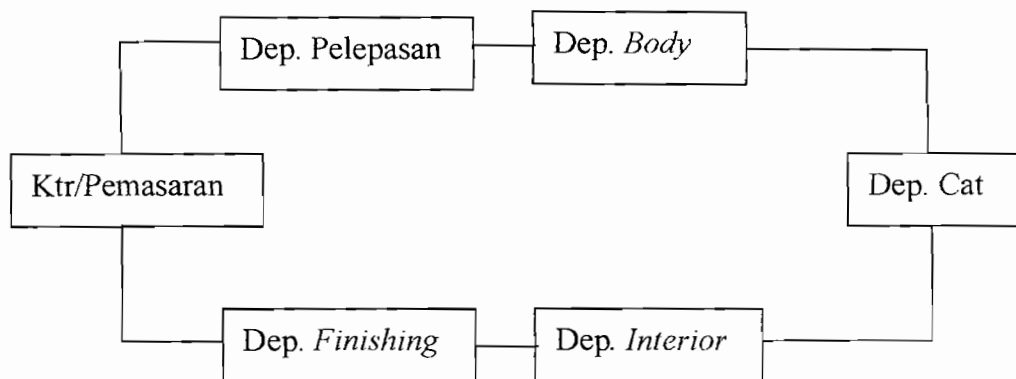 Dep. Pelepasan
Dep. Body
Ktr/Pemasaran
Dep. Cat
Dep. Finishing
Dep. Interior